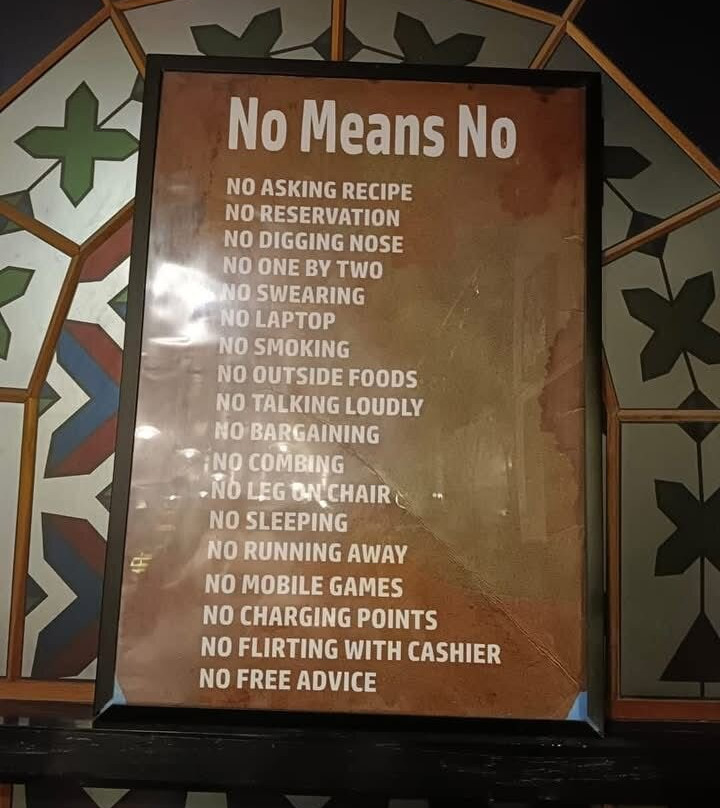 No Means No
NO ASKING RECIPE
NO RESERVATION
NO DIGGING NOSE
NO ONE BY TWO
NO SWEARING
NO LAPTOP
NO SMOKING
NO OUTSIDE FOODS
NO TALKING LOUDLY
NO BARGAINING
NO COMBING
NO LEG ON CHAIR
NO SLEEPING
NO RUNNING AWAY
NO MOBILE GAMES
NO CHARGING POINTS
NO FLIRTING WITH CASHIER
NO FREE ADVICE